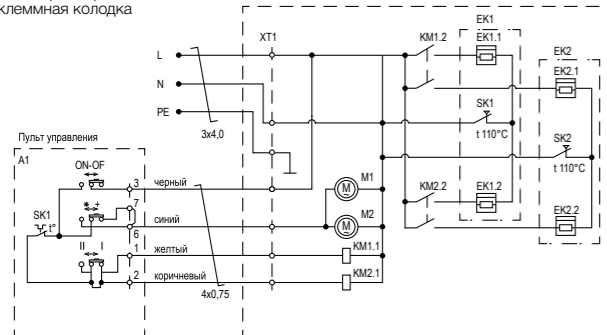 клеммная колодка
EK1
XT1
KM1.2
EK1.1
EK2
L
EK2.1
N
SK1
PE
t 110°C
SK2
3x4,0
t 110°C
Пульт управления
A1
ON-OF
M1
3
черный
M
KM2.2
EK1.2
* +
7
SK1
M2
EK2.2
t°
синий
M
6
II I
1
желтый
KM1.1
2
коричневый
KM2.1
4x0,75